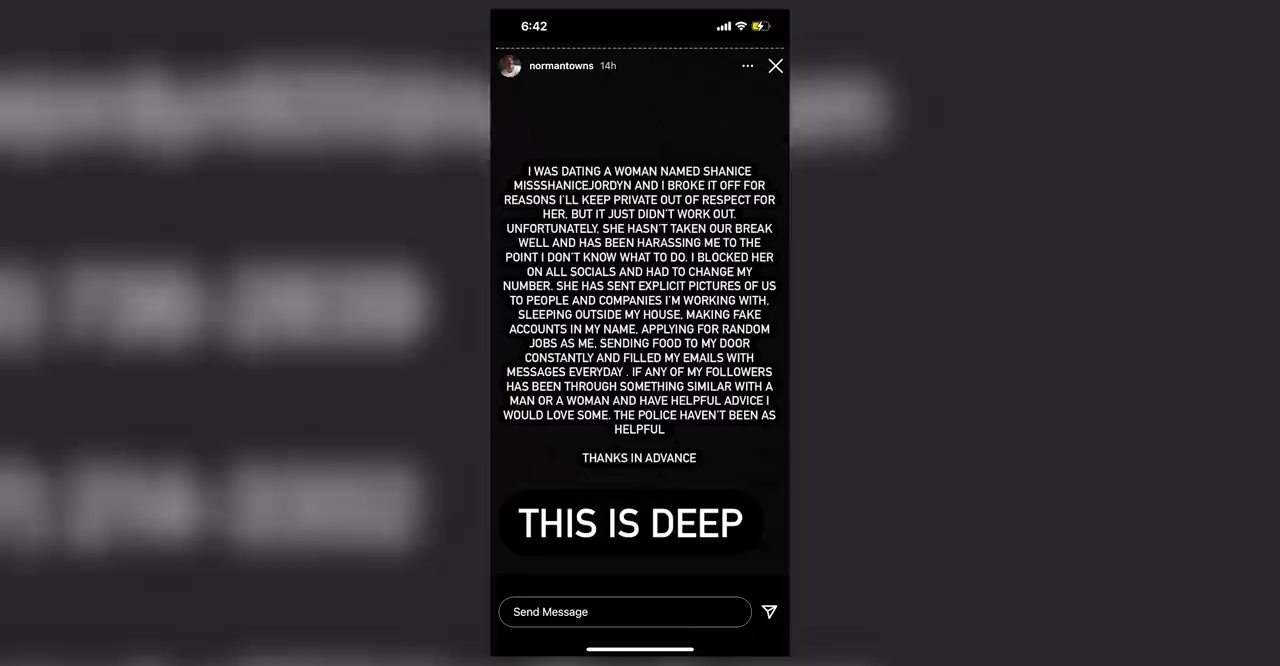 6:42
normantowns 14h
I WAS DATING A WOMAN NAMED SHANICE
MISSSHANICEJORDYN AND I BROKE IT OFF FOR
REASONS I'LL KEEP PRIVATE OUT OF RESPECT FOR
HER, BUT IT JUST DIDN'T WORK OUT.
UNFORTUNATELY, SHE HASN'T TAKEN OUR BREAK
WELL AND HAS BEEN HARASSING ME TO THE
POINT I DON'T KNOW WHAT TO DO. I BLOCKED HER
ON ALL SOCIALS AND HAD TO CHANGE MY
NUMBER. SHE HAS SENT EXPLICIT PICTURES OF US
TO PEOPLE AND COMPANIES I'M WORKING WITH,
SLEEPING OUTSIDE MY HOUSE, MAKING FAKE
ACCOUNTS IN MY NAME, APPLYING FOR RANDOM
JOBS AS ME, SENDING FOOD TO MY DOOR
CONSTANTLY AND FILLED MY EMAILS WITH
MESSAGES EVERYDAY . IF ANY OF MY FOLLOWERS
HAS BEEN THROUGH SOMETHING SIMILAR WITH A
MAN OR A WOMAN AND HAVE HELPFUL ADVICE I
WOULD LOVE SOME. THE POLICE HAVEN'T BEEN AS
HELPFUL
THANKS IN ADVANCE
THIS IS DEEP
Send Message